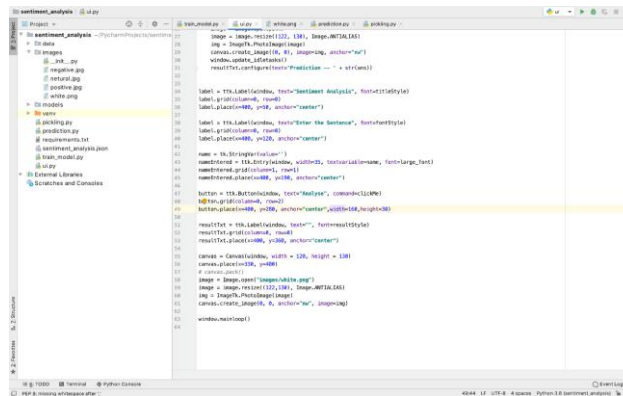 sentiment_analysis
ui.py
Project
train_model.py
ui.py
white.png
prediction.py
pickling.py
sentiment_analysis
data
images
__init__.py
negative.jpg
netural.jpg
positive.jpg
white.png
models
venv
pickling.py
prediction.py
requirements.txt
sentiment_analysis.json
train_model.py
ui.py
External Libraries
Scratches and Consoles
image = image.resize((122, 130), Image.ANTIALIAS)
img = ImageTk.PhotoImage(image)
canvas.create_image((0, 0), image=img, anchor="nw")
window.update_idletasks()
resultTxt.configure(text='Prediction -- ' + str(ans))
label = ttk.Label(window, text="Sentiment Analysis", font=titleStyle)
label.grid(column=0, row=0)
label.place(x=400, y=50, anchor="center")
label = ttk.Label(window, text="Enter the Sentence", font=fontStyle)
label.grid(column=0, row=0)
label.place(x=400, y=120, anchor="center")
name = tk.StringVar(value='')
nameEntered = ttk.Entry(window, width=35, textvariable=name, font=large_font)
nameEntered.grid(column=1, row=1)
nameEntered.place(x=400, y=190, anchor="center")
button = ttk.Button(window, text="Analyse", command=clickMe)
button.grid(column=0, row=2)
button.place(x=400, y=260, anchor="center",width=160,height=30)
resultTxt = ttk.Label(window, text="", font=resultStyle)
resultTxt.grid(column=0, row=0)
resultTxt.place(x=400, y=360, anchor="center")
canvas = Canvas(window, width = 120, height = 130)
canvas.place(x=330, y=400)
# canvas.pack()
image = Image.open("images/white.png")
image = image.resize((122,130), Image.ANTIALIAS)
img = ImageTk.PhotoImage(image)
canvas.create_image(0, 0, anchor="nw", image=img)
window.mainloop()
Structure
Favorites
6: TODO
Terminal
Python Console
Event Log
PEP 8: missing whitespace after ','
49:44
LF
UTF-8
4 spaces
Python 3.8 (sentiment_analysis)